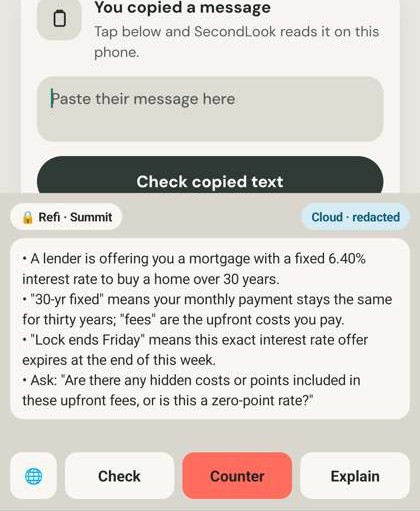 You copied a message
Tap below and SecondLook reads it on this
phone.
Paste their message here
Check copied text
Refi · Summit
Cloud · redacted
• A lender is offering you a mortgage with a fixed 6.40%
interest rate to buy a home over 30 years.
• "30-yr fixed" means your monthly payment stays the same
for thirty years; "fees" are the upfront costs you pay.
• "Lock ends Friday" means this exact interest rate offer
expires at the end of this week.
• Ask: "Are there any hidden costs or points included in
these upfront fees, or is this a zero-point rate?"
Check
Counter
Explain